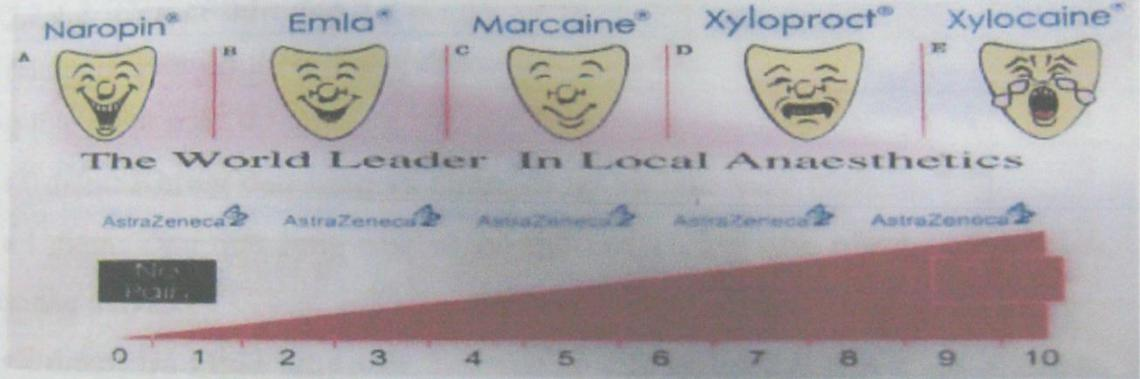 Naropin® Emla® Marcaine® Xyloproct® Xylocaine®
A B C D E
The World Leader In Local Anaesthetics
AstraZeneca AstraZeneca AstraZeneca AstraZeneca AstraZeneca
No
Pain
0 1 2 3 4 5 6 7 8 9 10